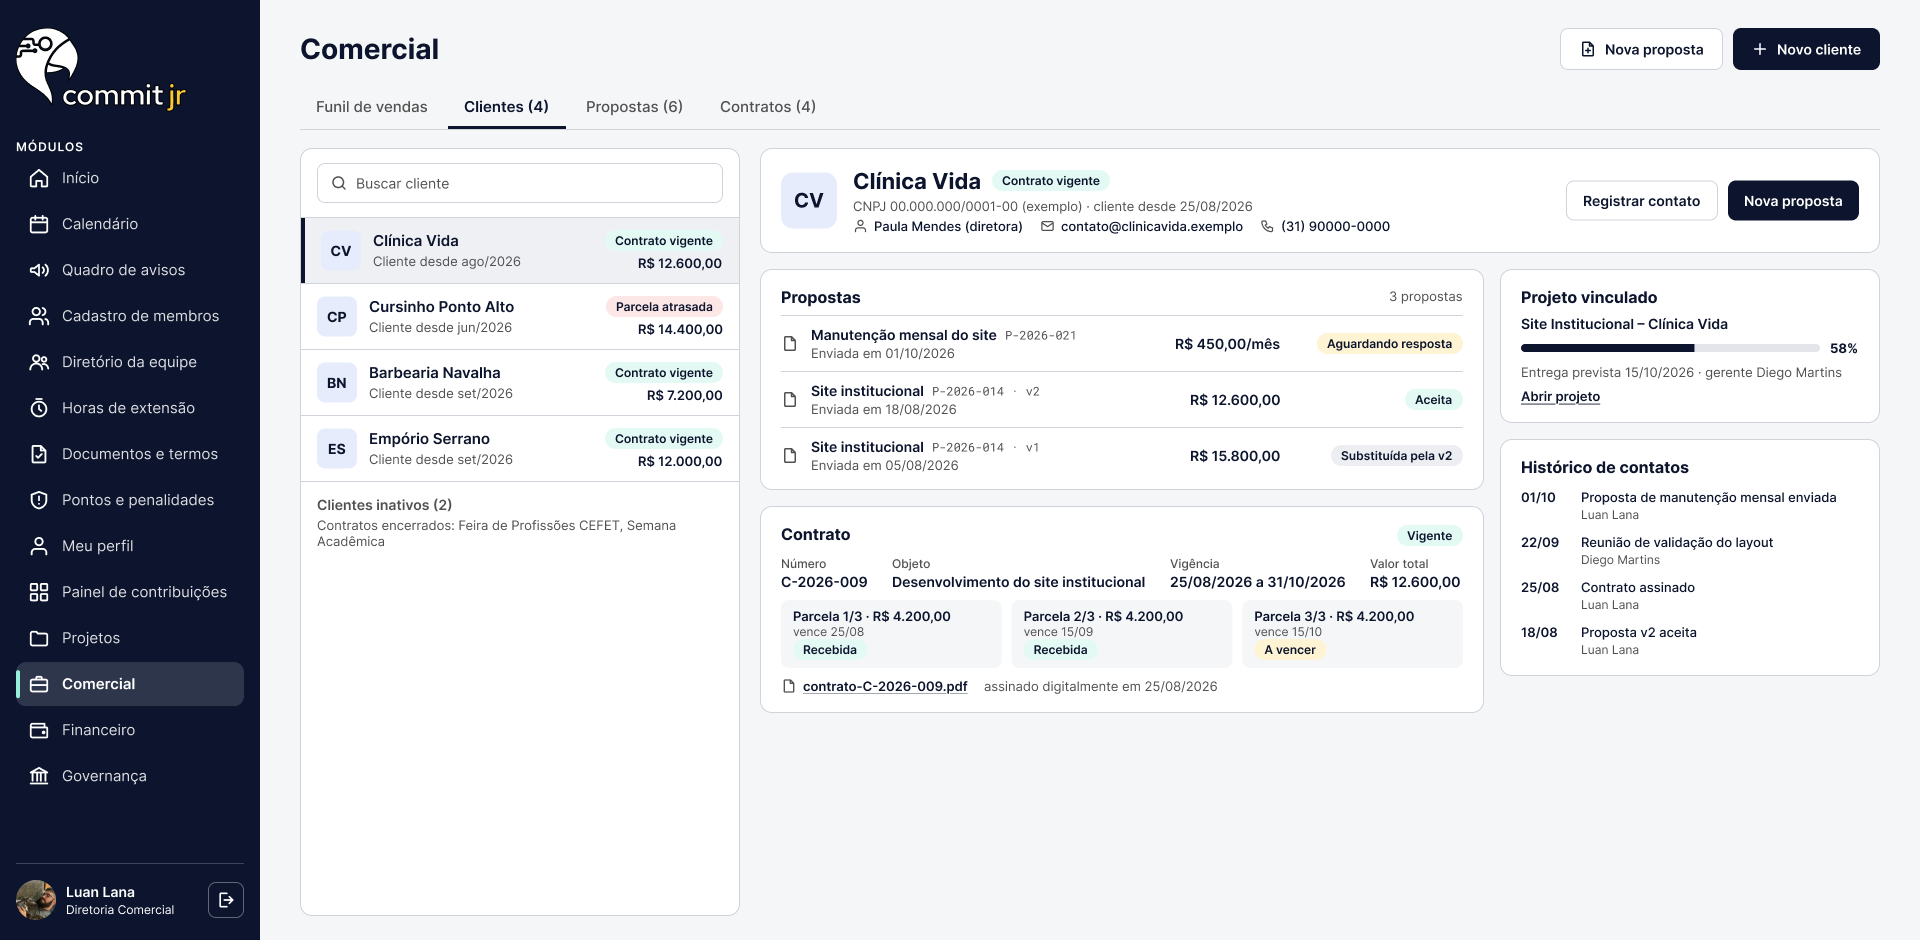 commit jr
MÓDULOS
Início
Calendário
Quadro de avisos
Cadastro de membros
Diretório da equipe
Horas de extensão
Documentos e termos
Pontos e penalidades
Meu perfil
Painel de contribuições
Projetos
Comercial
Financeiro
Governança
Luan Lana
Diretoria Comercial
Comercial
Nova proposta
Novo cliente
Funil de vendas
Clientes (4)
Propostas (6)
Contratos (4)
Buscar cliente
CV
Clínica Vida
Contrato vigente
Cliente desde ago/2026
R$ 12.600,00
CP
Cursinho Ponto Alto
Parcela atrasada
Cliente desde jun/2026
R$ 14.400,00
BN
Barbearia Navalha
Contrato vigente
Cliente desde set/2026
R$ 7.200,00
ES
Empório Serrano
Contrato vigente
Cliente desde set/2026
R$ 12.000,00
Clientes inativos (2)
Contratos encerrados: Feira de Profissões CEFET, Semana
Acadêmica
CV
Clínica Vida
Contrato vigente
CNPJ 00.000.000/0001-00 (exemplo) · cliente desde 25/08/2026
Paula Mendes (diretora)
contato@clinicavida.exemplo
(31) 90000-0000
Registrar contato
Nova proposta
Propostas
3 propostas
Manutenção mensal do site P-2026-021
Enviada em 01/10/2026
R$ 450,00/mês
Aguardando resposta
Site institucional P-2026-014 · v2
Enviada em 18/08/2026
R$ 12.600,00
Aceita
Site institucional P-2026-014 · v1
Enviada em 05/08/2026
R$ 15.800,00
Substituída pela v2
Contrato
Vigente
Número
C-2026-009
Objeto
Desenvolvimento do site institucional
Vigência
25/08/2026 a 31/10/2026
Valor total
R$ 12.600,00
Parcela 1/3 · R$ 4.200,00
vence 25/08
Recebida
Parcela 2/3 · R$ 4.200,00
vence 15/09
Recebida
Parcela 3/3 · R$ 4.200,00
vence 15/10
A vencer
contrato-C-2026-009.pdf
assinado digitalmente em 25/08/2026
Projeto vinculado
Site Institucional – Clínica Vida
58%
Entrega prevista 15/10/2026 · gerente Diego Martins
Abrir projeto
Histórico de contatos
01/10
Proposta de manutenção mensal enviada
Luan Lana
22/09
Reunião de validação do layout
Diego Martins
25/08
Contrato assinado
Luan Lana
18/08
Proposta v2 aceita
Luan Lana